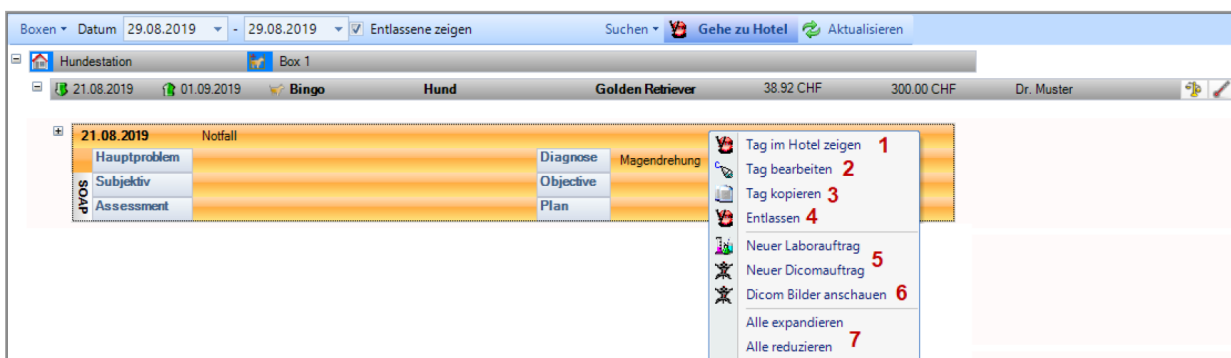 Boxen Datum 29.08.2019 - 29.08.2019 Entlassene zeigen Suchen Gehe zu Hotel Aktualisieren
Hundestation Box 1
21.08.2019 01.09.2019 Bingo Hund Golden Retriever 38.92 CHF 300.00 CHF Dr. Muster
21.08.2019 Notfall
Hauptproblem Diagnose Magendrehung
Subjektiv Objective
Assessment Plan
SOAP
Tag im Hotel zeigen 1
Tag bearbeiten 2
Tag kopieren 3
Entlassen 4
Neuer Laborauftrag
5
Neuer Dicomauftrag
Dicom Bilder anschauen 6
Alle expandieren
7
Alle reduzieren